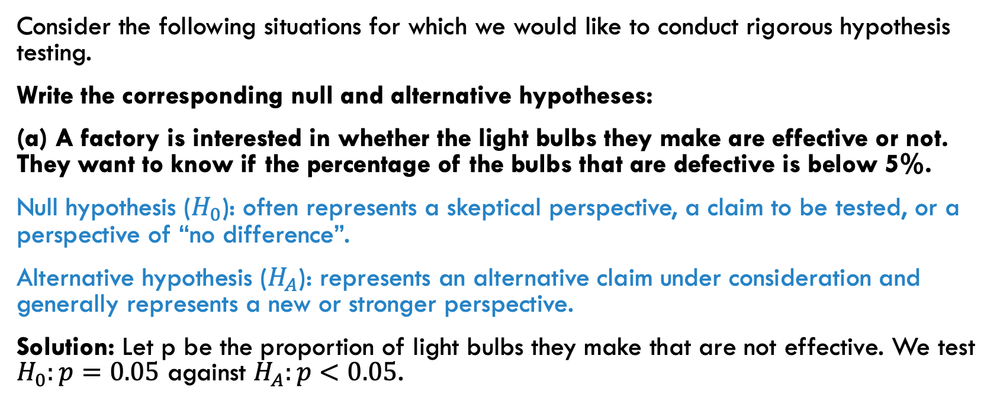 Consider the following situations for which we would like to conduct rigorous hypothesis
testing.
Write the corresponding null and alternative hypotheses:
(a) A factory is interested in whether the light bulbs they make are effective or not.
They want to know if the percentage of the bulbs that are defective is below 5%.
Null hypothesis (H₀): often represents a skeptical perspective, a claim to be tested, or a
perspective of “no difference”.
Alternative hypothesis (H_A): represents an alternative claim under consideration and
generally represents a new or stronger perspective.
Solution: Let p be the proportion of light bulbs they make that are not effective. We test
H₀: p = 0.05 against H_A: p < 0.05.